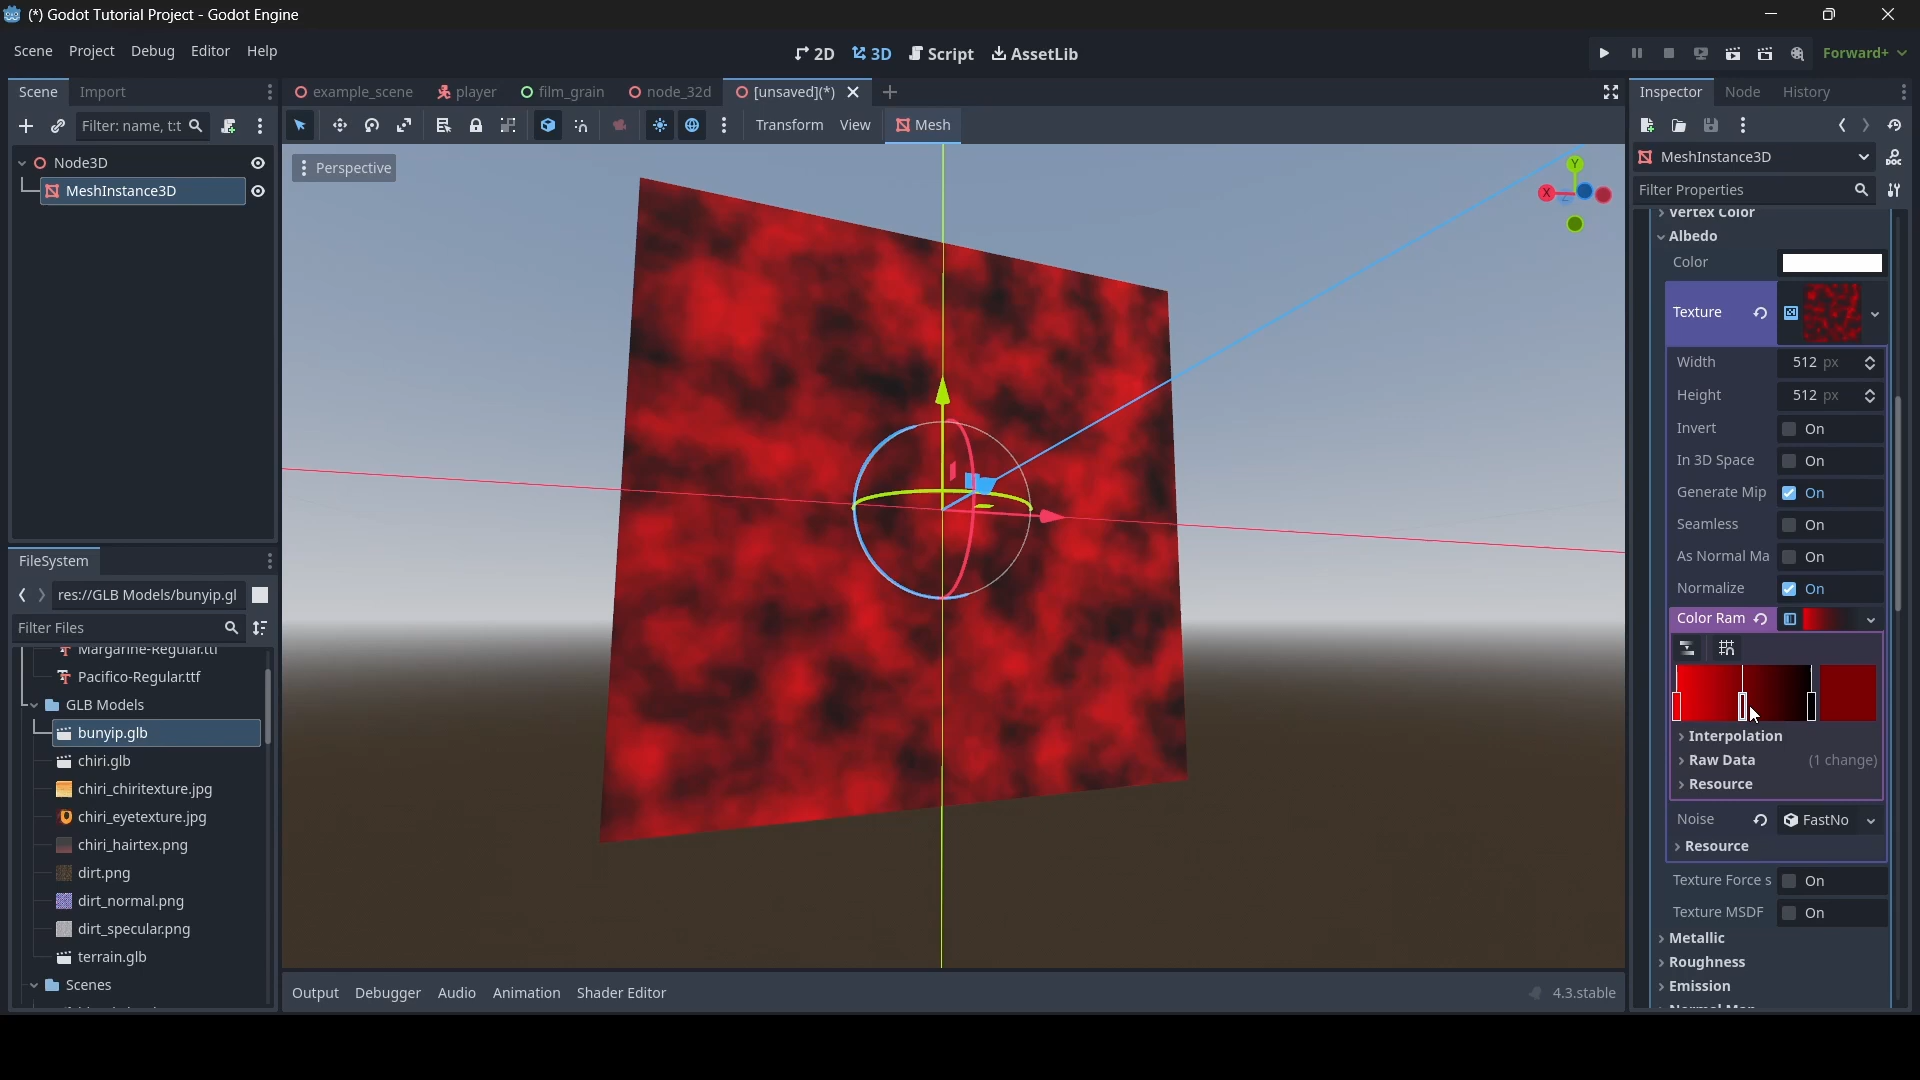 (*) Godot Tutorial Project - Godot Engine
Scene Project Debug Editor Help
2D 3D Script AssetLib
Forward+
Scene Import
example_scene player film_grain node_32d [unsaved](*)
Inspector Node History
Filter: name, t:t
Transform View Mesh
Node3D
MeshInstance3D
Perspective
Y
X
Z
MeshInstance3D
Filter Properties
Vertex Color
Albedo
Color
Texture
Width 512 px
Height 512 px
Invert On
In 3D Space On
Generate Mip On
Seamless On
As Normal Ma On
Normalize On
Color Ram
Interpolation
Raw Data (1 change)
Resource
Noise FastNo
Resource
Texture Force s On
Texture MSDF On
Metallic
Roughness
Emission
Normal Map
FileSystem
res://GLB Models/bunyip.gl
Filter Files
Margarine-Regular.ttf
Pacifico-Regular.ttf
GLB Models
bunyip.glb
chiri.glb
chiri_chiritexture.jpg
chiri_eyetexture.jpg
chiri_hairtex.png
dirt.png
dirt_normal.png
dirt_specular.png
terrain.glb
Scenes
Output Debugger Audio Animation Shader Editor
4.3.stable